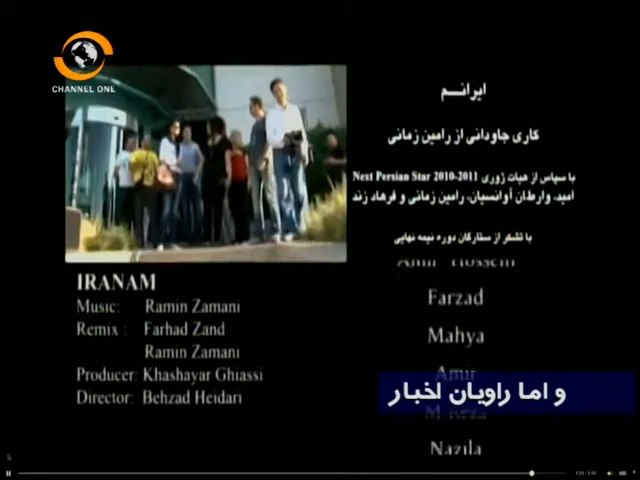 CHANNEL ONE
ایرانم
کاری جاودانی از رامین زمانی
با سپاس از هیات ژوری Next Persian Star 2010-2011
امید، وارطان آوانسیان، رامین زمانی و فرهاد زند
با تشکر از ستارگان دوره نیمه نهایی
Amir Hossein
Farzad
Mahya
Amir
Nazila
و اما راویان اخبار
IRANAM
Music: Ramin Zamani
Remix : Farhad Zand
Ramin Zamani
Producer: Khashayar Ghiassi
Director: Behzad Heidari